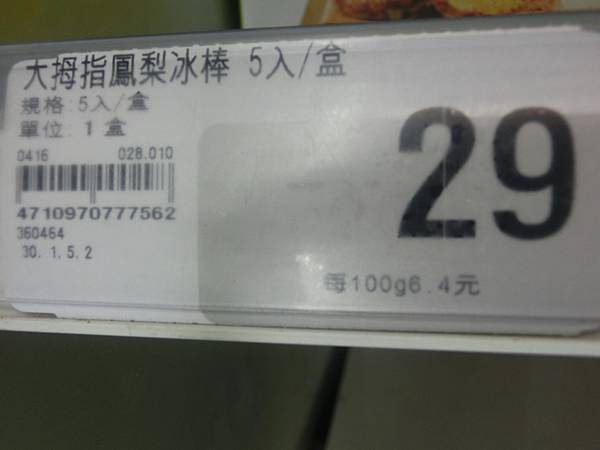 大拇指鳳梨冰棒 5入/盒
規格:5入/盒
單位:1盒
0416 028.010
4710970777562
360464
30. 1. 5. 2
29
每100g6.4元